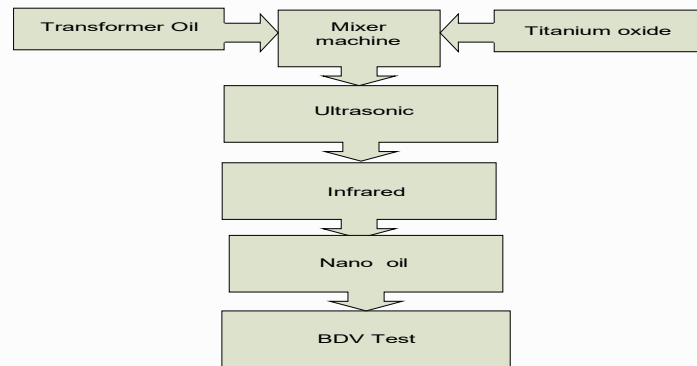 Transformer Oil
Mixer
machine
Titanium oxide
Ultrasonic
Infrared
Nano oil
BDV Test